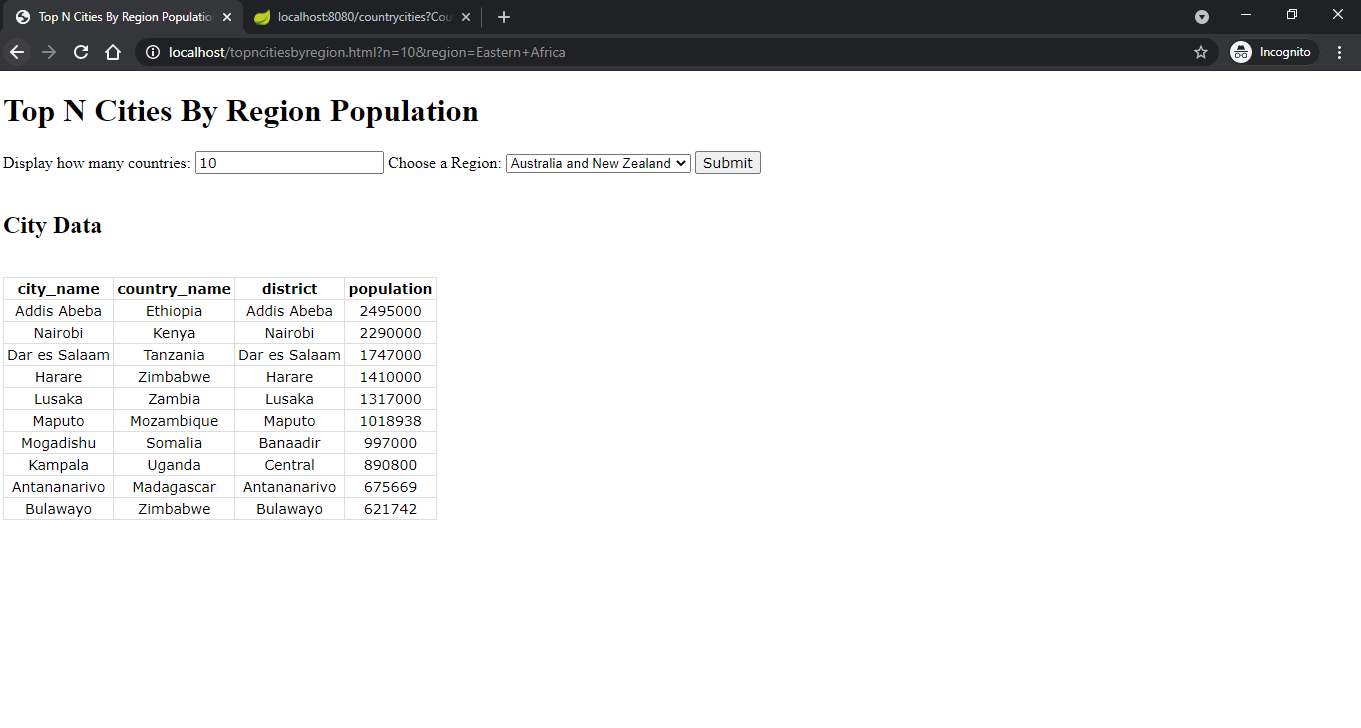 Top N Cities By Region Populatio
localhost:8080/countrycities?Cou
localhost/topncitiesbyregion.html?n=10&region=Eastern+Africa
Incognito
Top N Cities By Region Population
Display how many countries: 10 Choose a Region: Australia and New Zealand Submit
City Data
city_name country_name district population
Addis Abeba Ethiopia Addis Abeba 2495000
Nairobi Kenya Nairobi 2290000
Dar es Salaam Tanzania Dar es Salaam 1747000
Harare Zimbabwe Harare 1410000
Lusaka Zambia Lusaka 1317000
Maputo Mozambique Maputo 1018938
Mogadishu Somalia Banaadir 997000
Kampala Uganda Central 890800
Antananarivo Madagascar Antananarivo 675669
Bulawayo Zimbabwe Bulawayo 621742